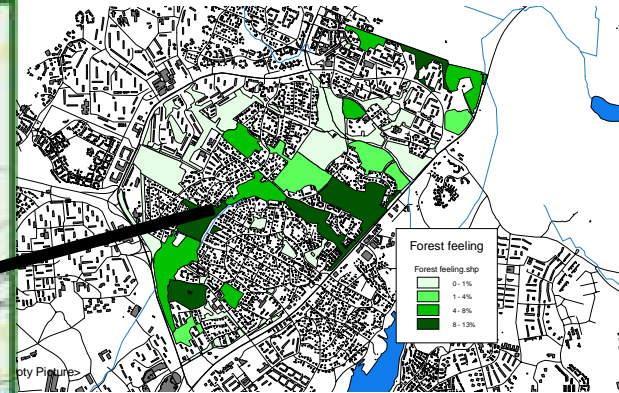 Forest feeling
Forest feeling.shp
0 - 1%
1 - 4%
4 - 8%
8 - 13%
pty Picture>